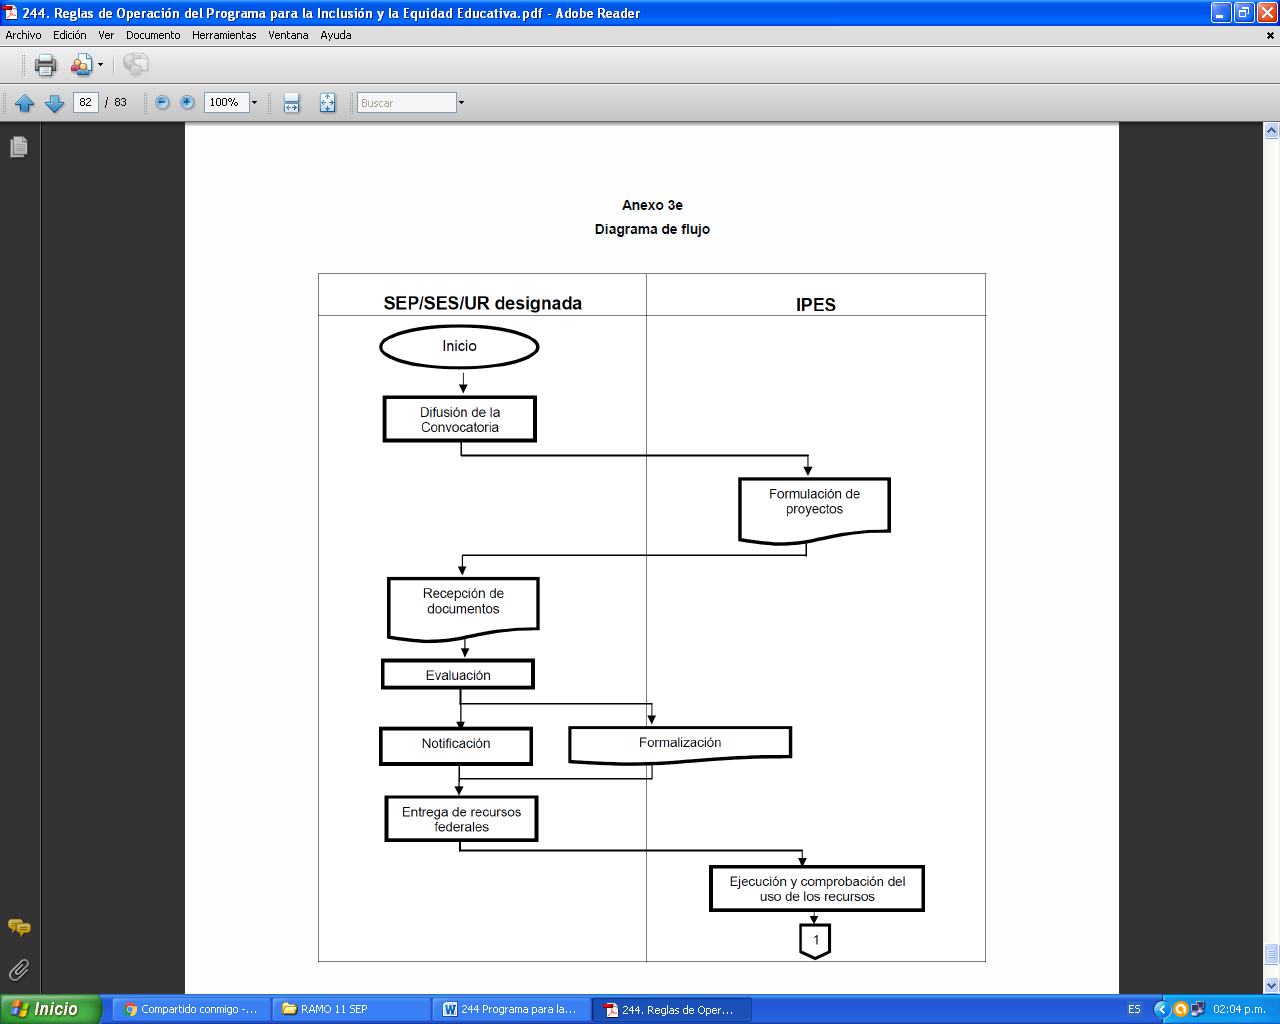 244. Reglas de Operación del Programa para la Inclusión y la Equidad Educativa.pdf - Adobe Reader
Archivo Edición Ver Documento Herramientas Ventana Ayuda
82 / 83 100% Buscar
Anexo 3e
Diagrama de flujo
SEP/SES/UR designada IPES
Inicio
Difusión de la
Convocatoria
Formulación de
proyectos
Recepción de
documentos
Evaluación
Notificación Formalización
Entrega de recursos
federales
Ejecución y comprobación del
uso de los recursos
1
Inicio Compartido conmigo -... RAMO 11 SEP 244 Programa para la... 244. Reglas de Oper... ES 02:04 p.m.